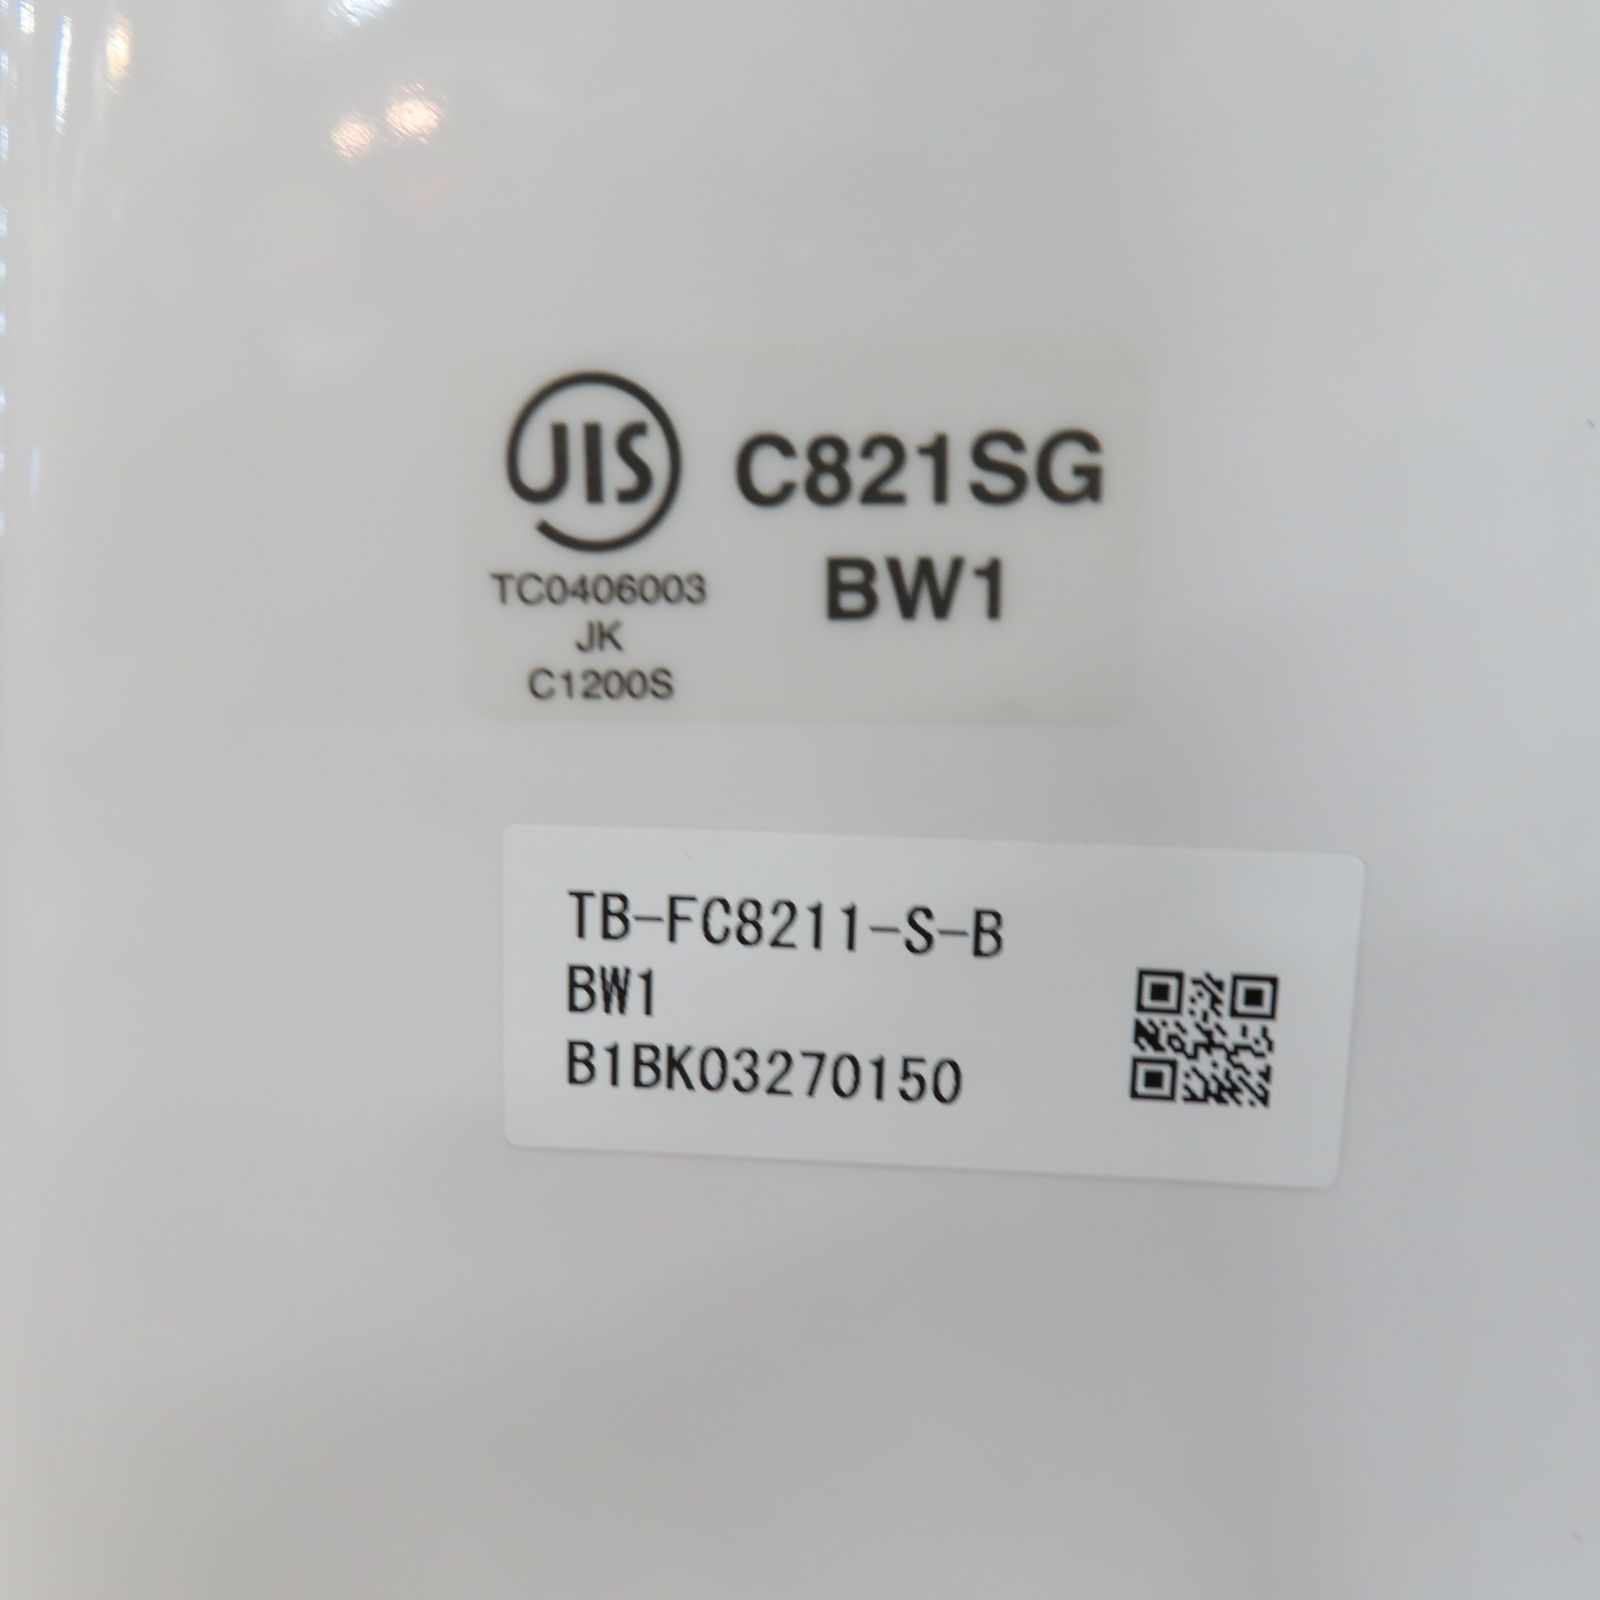 JIS
C821SG
BW1
TC0406003
JK
C1200S
TB-FC8211-S-B
BW1
B1BK03270150